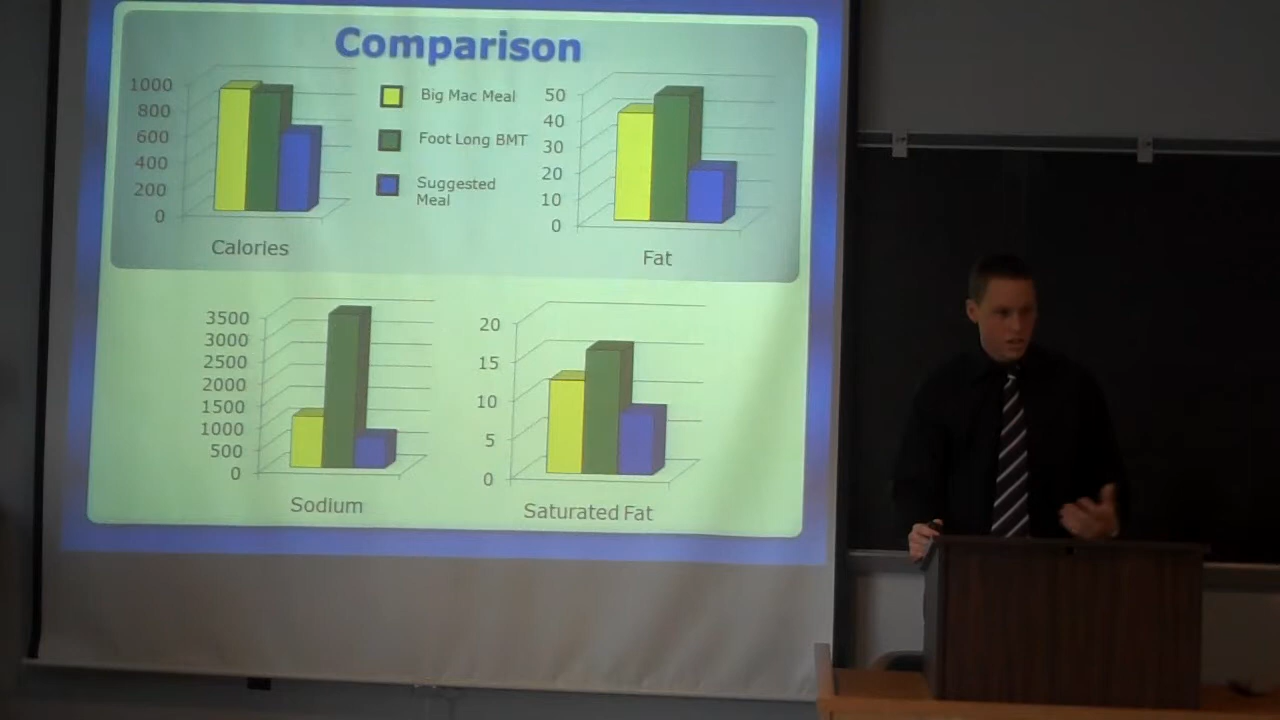 Comparison
1000
800
600
400
200
0
Calories
Big Mac Meal
Foot Long BMT
Suggested
Meal
50
40
30
20
10
0
Fat
3500
3000
2500
2000
1500
1000
500
0
Sodium
20
15
10
5
0
Saturated Fat